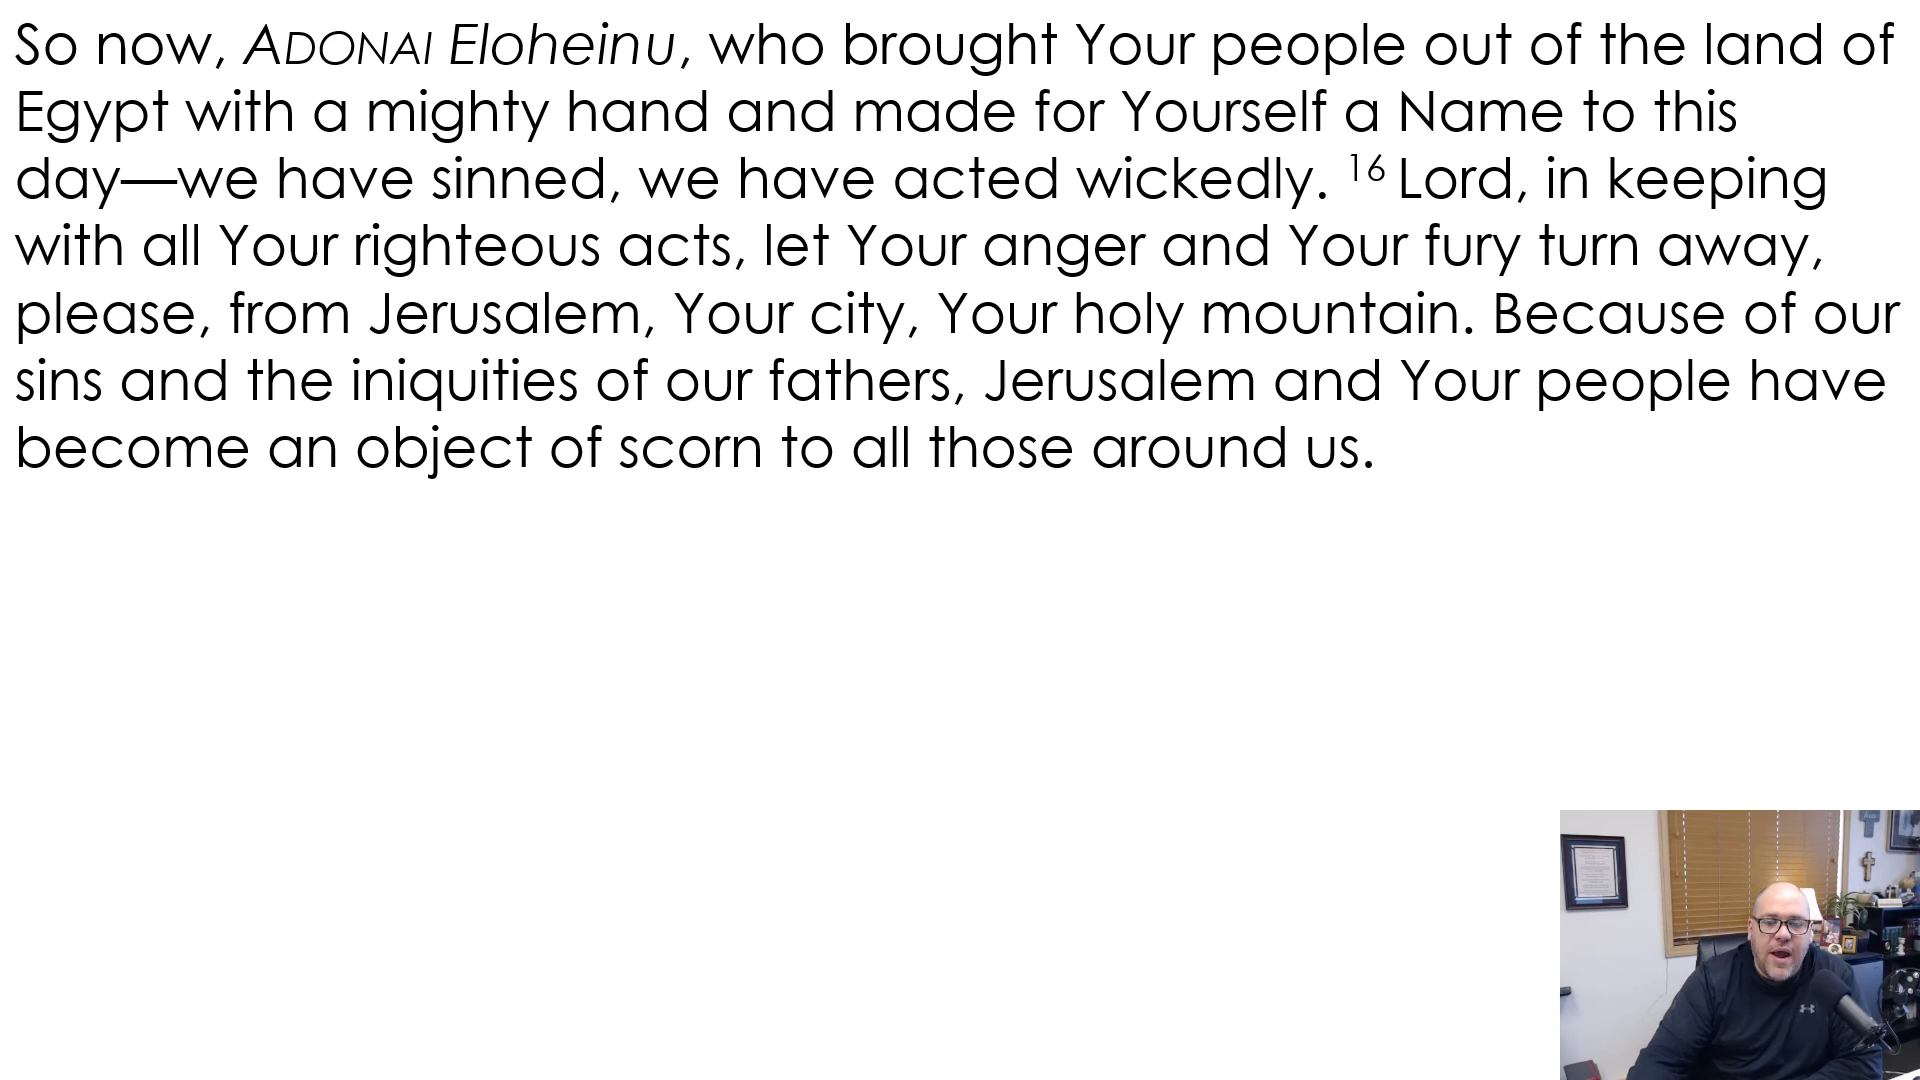 So now, ADONAI Eloheinu, who brought Your people out of the land of
Egypt with a mighty hand and made for Yourself a Name to this
day—we have sinned, we have acted wickedly. 16 Lord, in keeping
with all Your righteous acts, let Your anger and Your fury turn away,
please, from Jerusalem, Your city, Your holy mountain. Because of our
sins and the iniquities of our fathers, Jerusalem and Your people have
become an object of scorn to all those around us.